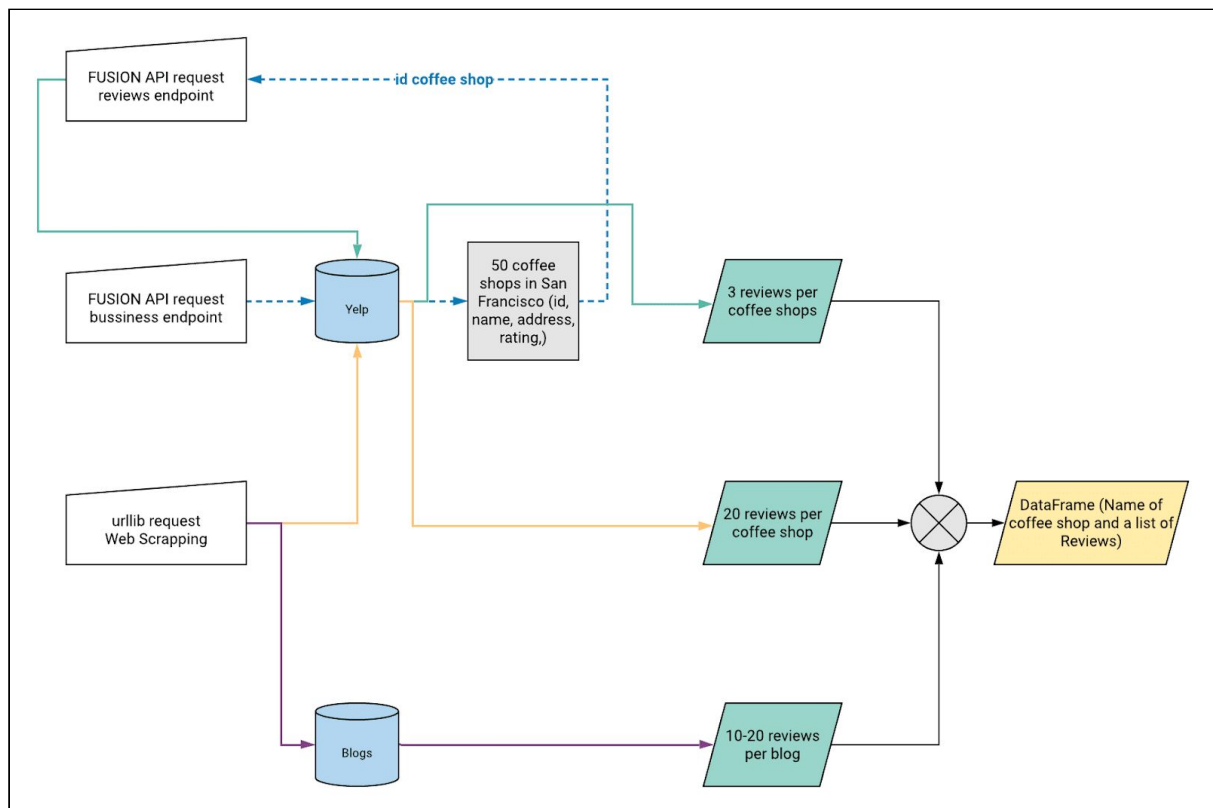 FUSION API request
reviews endpoint
id coffee shop
FUSION API request
bussiness endpoint
Yelp
50 coffee
shops in San
Francisco (id,
name, address,
rating,)
3 reviews per
coffee shops
urllib request
Web Scrapping
20 reviews per
coffee shop
DataFrame (Name of
coffee shop and a list of
Reviews)
Blogs
10-20 reviews
per blog